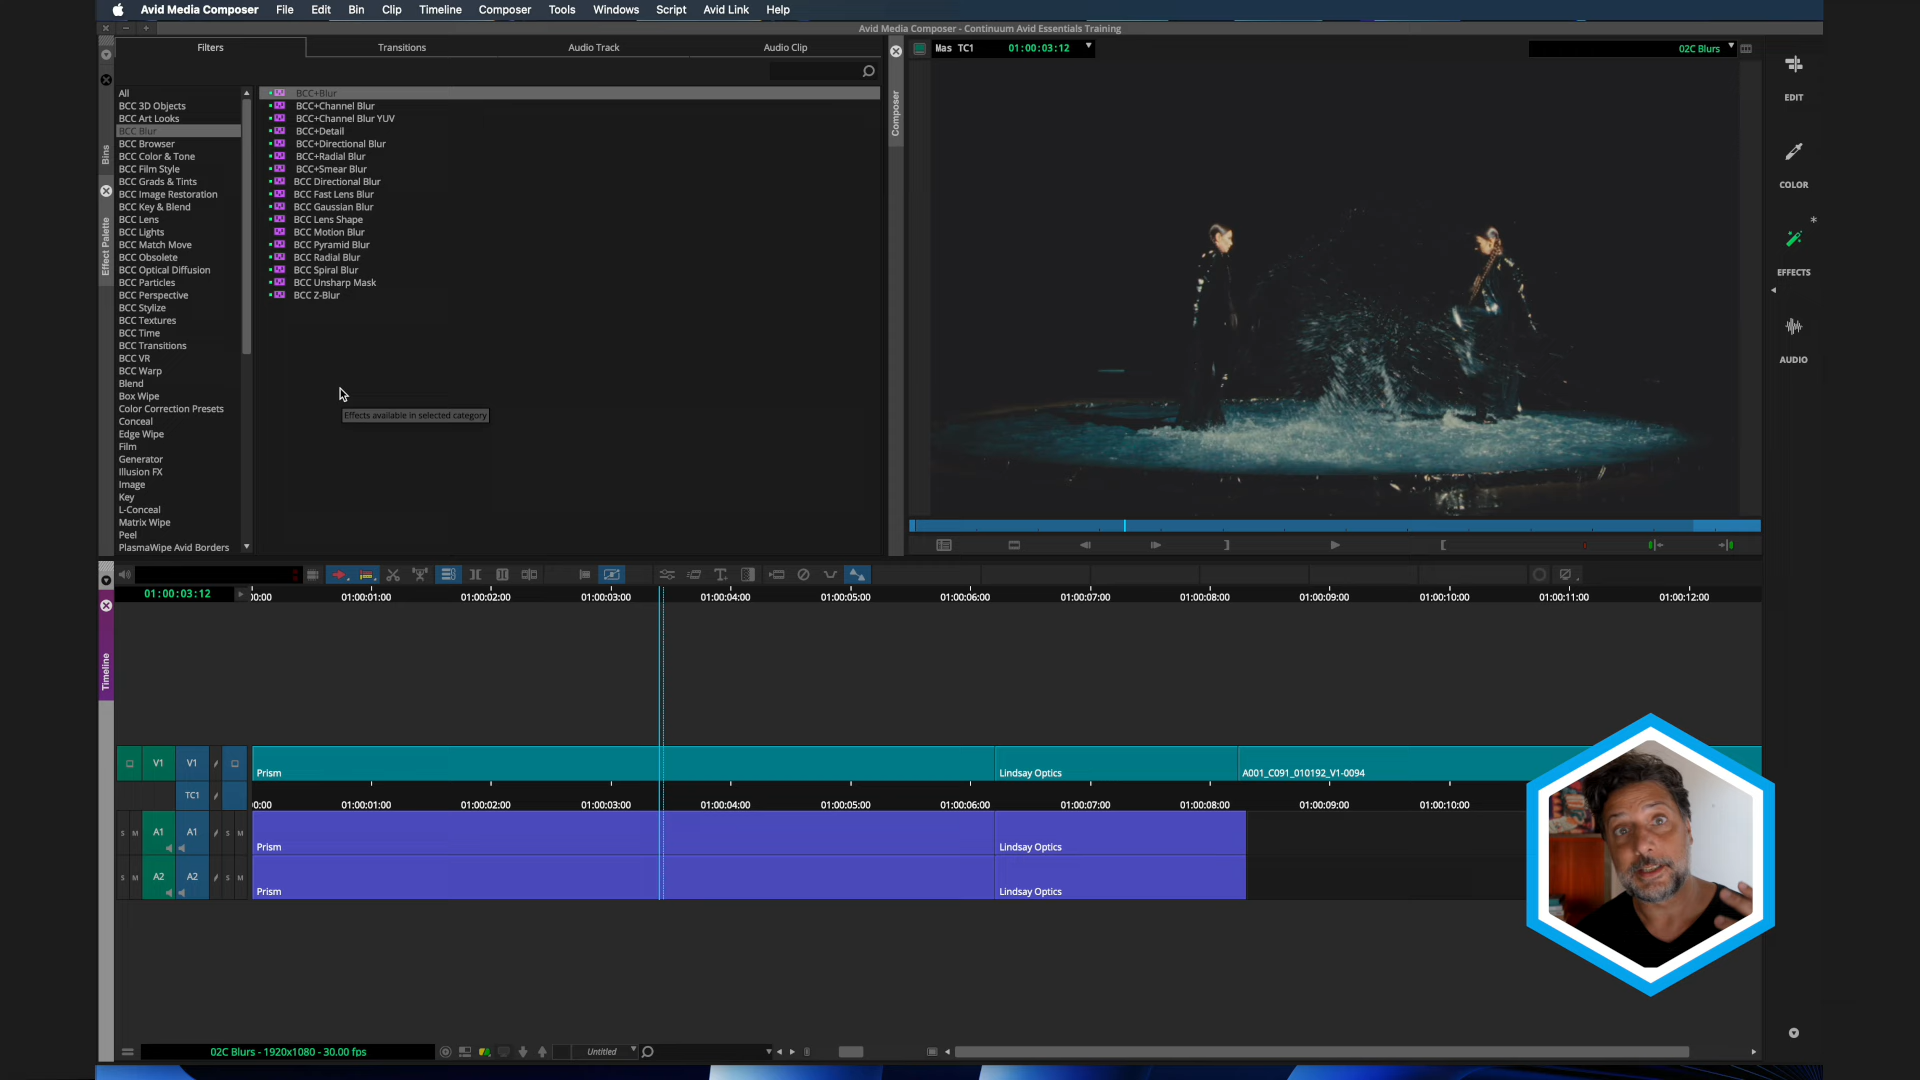 Avid Media Composer File Edit Bin Clip Timeline Composer Tools Windows Script Avid Link Help
Avid Media Composer - Continuum Avid Essentials Training
Filters Transitions Audio Track Audio Clip
Mas TC1 01:00:03:12 02C Blurs
Bins
Effect Palette
All
BCC 3D Objects
BCC Art Looks
BCC Blur
BCC Browser
BCC Color & Tone
BCC Film Style
BCC Grads & Tints
BCC Image Restoration
BCC Key & Blend
BCC Lens
BCC Lights
BCC Match Move
BCC Obsolete
BCC Optical Diffusion
BCC Particles
BCC Perspective
BCC Stylize
BCC Textures
BCC Time
BCC Transitions
BCC VR
BCC Warp
Blend
Box Wipe
Color Correction Presets
Conceal
Edge Wipe
Film
Generator
Illusion FX
Image
Key
L-Conceal
Matrix Wipe
Peel
PlasmaWipe Avid Borders
BCC+Blur
BCC+Channel Blur
BCC+Channel Blur YUV
BCC+Detail
BCC+Directional Blur
BCC+Radial Blur
BCC+Smear Blur
BCC Directional Blur
BCC Fast Lens Blur
BCC Gaussian Blur
BCC Lens Shape
BCC Motion Blur
BCC Pyramid Blur
BCC Radial Blur
BCC Spiral Blur
BCC Unsharp Mask
BCC Z-Blur
Effects available in selected category
Composer
EDIT
COLOR
EFFECTS
AUDIO
Timeline
01:00:03:12
00:00 01:00:01:00 01:00:02:00 01:00:03:00 01:00:04:00 01:00:05:00 01:00:06:00 01:00:07:00 01:00:08:00 01:00:09:00 01:00:10:00 01:00:11:00 01:00:12:00
V1 V1 Prism Lindsay Optics A001_C091_010192_V1-0094
TC1 00:00 01:00:01:00 01:00:02:00 01:00:03:00 01:00:04:00 01:00:05:00 01:00:06:00 01:00:07:00 01:00:08:00 01:00:09:00 01:00:10:00
S M A1 A1 S M Prism Lindsay Optics
S M A2 A2 S M Prism Lindsay Optics
02C Blurs - 1920x1080 - 30.00 fps Untitled